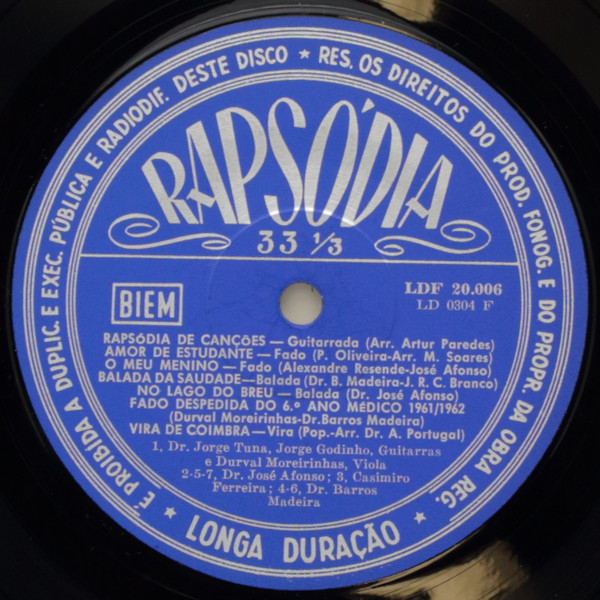 É PROIBIDA A DUPLIC. E EXEC. PÚBLICA E RADIODIF. DESTE DISCO ★ RES. OS DIREITOS DO PROD. FONOG. E DO PROPR. DA OBRA REG. ★
RAPSÓDIA
33 1/3
BIEM
LDF 20.006
LD 0304 F
RAPSÓDIA DE CANÇÕES — Guitarrada (Arr. Artur Paredes)
AMOR DE ESTUDANTE — Fado (P. Oliveira-Arr. M. Soares)
O MEU MENINO — Fado (Alexandre Resende-José Afonso)
BALADA DA SAUDADE — Balada (Dr. B. Madeira-J. R. C. Branco)
NO LAGO DO BREU — Balada (Dr. José Afonso)
FADO DESPEDIDA DO 6.º ANO MÉDICO 1961/1962
(Durval Moreirinhas-Dr. Barros Madeira)
VIRA DE COIMBRA — Vira (Pop.-Arr. Dr. A. Portugal)
1, Dr. Jorge Tuna, Jorge Godinho, Guitarras
e Durval Moreirinhas, Viola
2-5-7, Dr. José Afonso; 3, Casimiro
Ferreira; 4-6, Dr. Barros
Madeira
★ LONGA DURAÇÃO ★